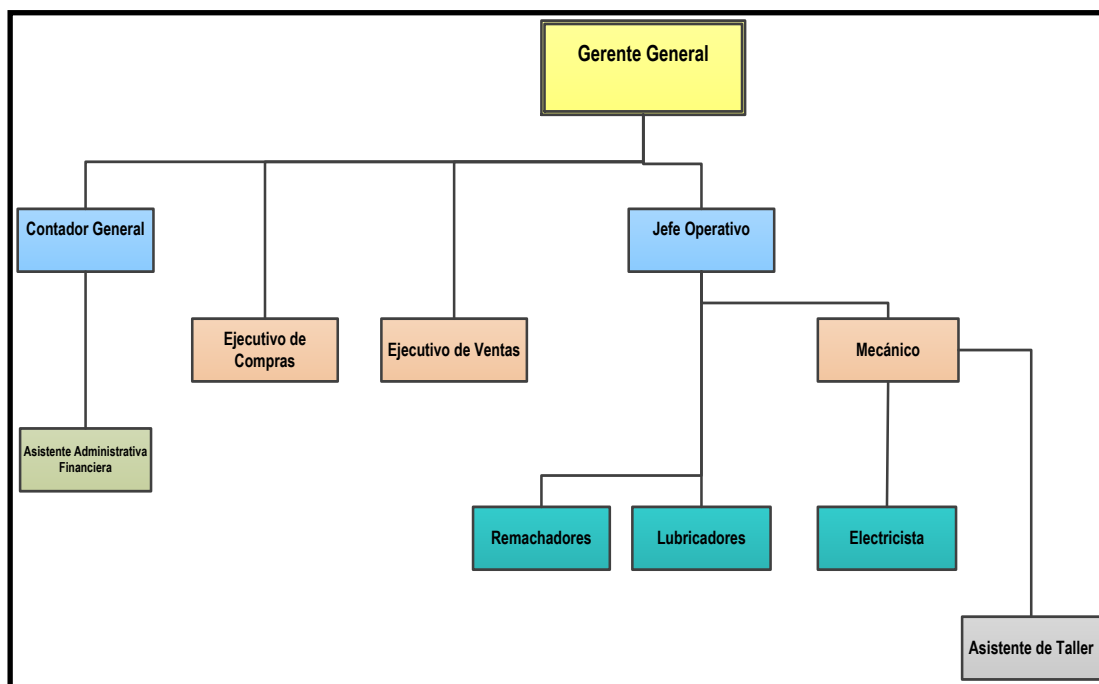 Gerente General
Contador General
Jefe Operativo
Ejecutivo de
Compras
Ejecutivo de Ventas
Mecánico
Asistente Administrativa
Financiera
Remachadores
Lubricadores
Electricista
Asistente de Taller